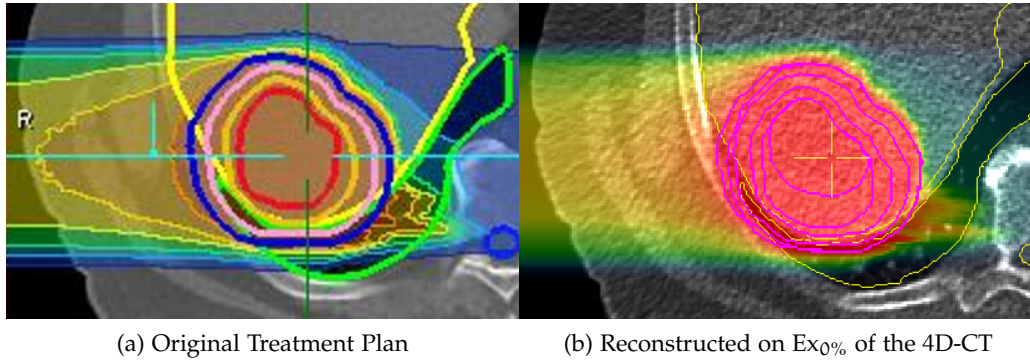 R
(a) Original Treatment Plan
(b) Reconstructed on Ex₀% of the 4D-CT